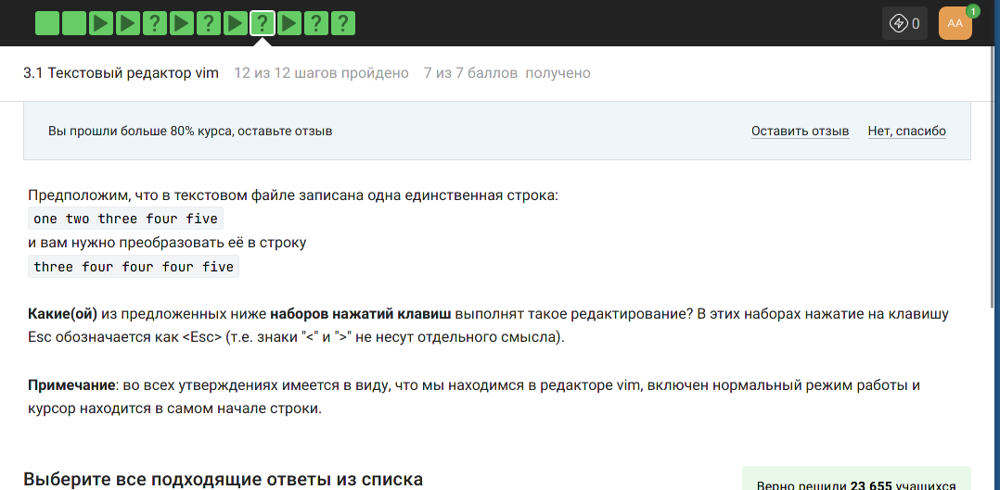 ? ? ? ? ?
0
AA
1
3.1 Текстовый редактор vim 12 из 12 шагов пройдено 7 из 7 баллов получено
Вы прошли больше 80% курса, оставьте отзыв Оставить отзыв Нет, спасибо
Предположим, что в текстовом файле записана одна единственная строка:
one two three four five
и вам нужно преобразовать её в строку
three four four four five
Какие(ой) из предложенных ниже наборов нажатий клавиш выполнят такое редактирование? В этих наборах нажатие на клавишу
Esc обозначается как <Esc> (т.е. знаки "<" и ">" не несут отдельного смысла).
Примечание: во всех утверждениях имеется в виду, что мы находимся в редакторе vim, включен нормальный режим работы и
курсор находится в самом начале строки.
Выберите все подходящие ответы из списка
Верно решили 23 655 учащихся